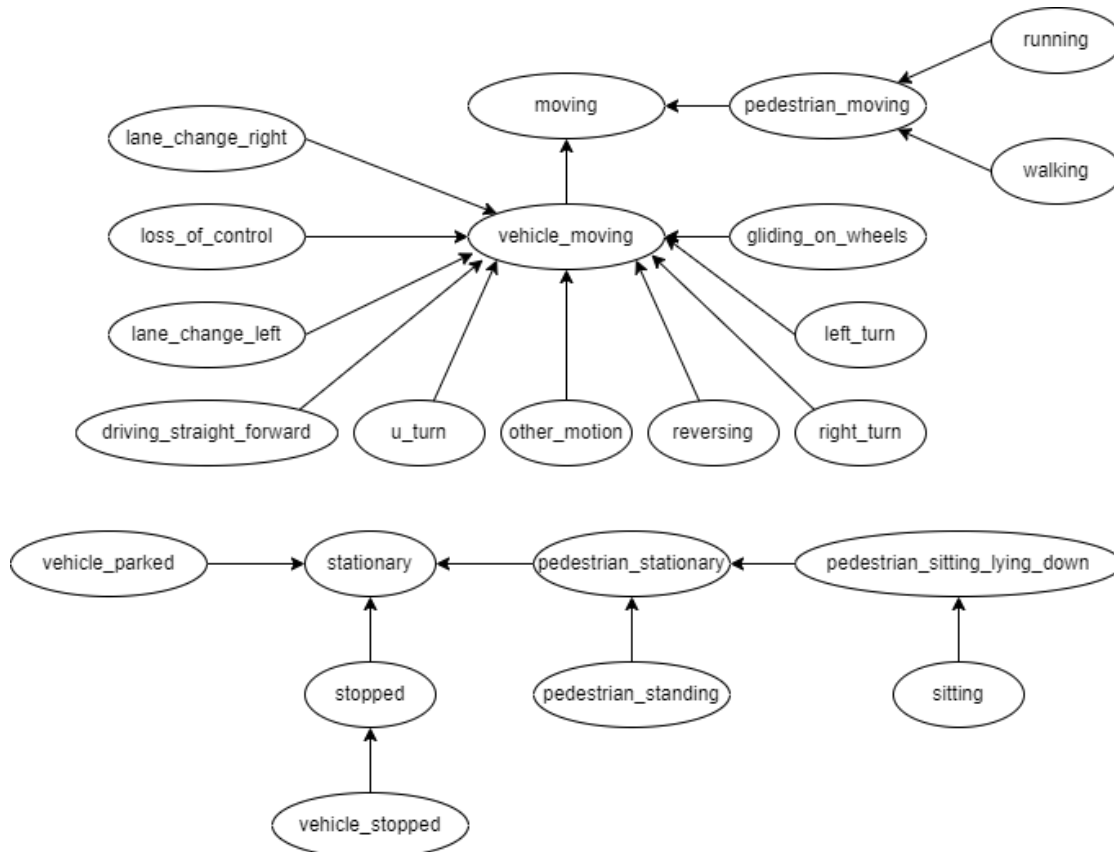 running
moving
pedestrian_moving
lane_change_right
walking
loss_of_control
vehicle_moving
gliding_on_wheels
lane_change_left
left_turn
driving_straight_forward
u_turn
other_motion
reversing
right_turn
vehicle_parked
stationary
pedestrian_stationary
pedestrian_sitting_lying_down
stopped
pedestrian_standing
sitting
vehicle_stopped